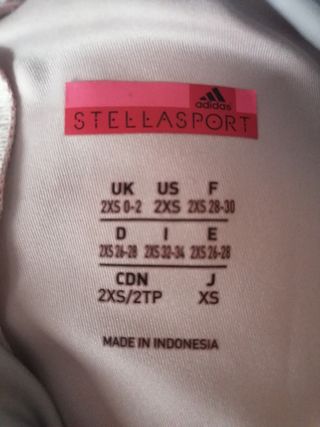 adidas
STELLASPORT
UK US F
2XS 0-2 2XS 2XS 28-30
D I E
2XS 26-28 2XS 32-34 2XS 26-28
CDN J
2XS/2TP XS
MADE IN INDONESIA